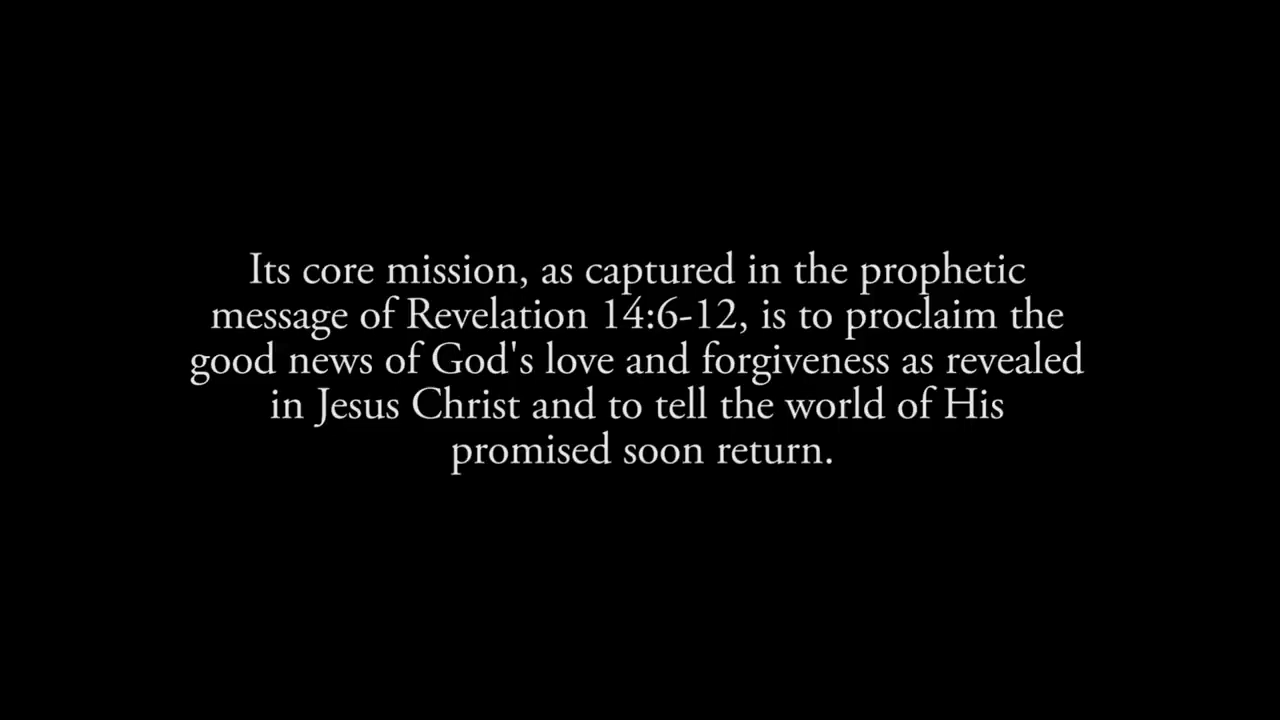 Its core mission, as captured in the prophetic
message of Revelation 14:6-12, is to proclaim the
good news of God's love and forgiveness as revealed
in Jesus Christ and to tell the world of His
promised soon return.